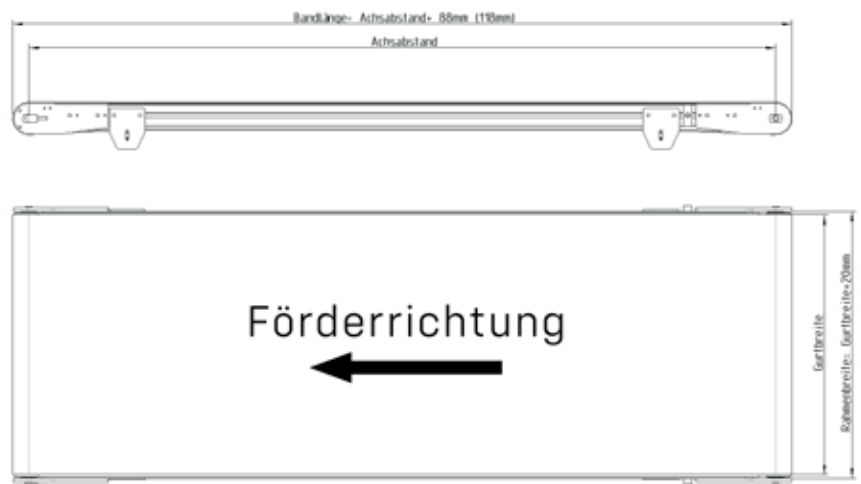 Bandlänge= Achsabstand+ 88mm (118mm)
Achsabstand
Förderrichtung
Gurtbreite
Rahmenbreite= Gurtbreite+20mm